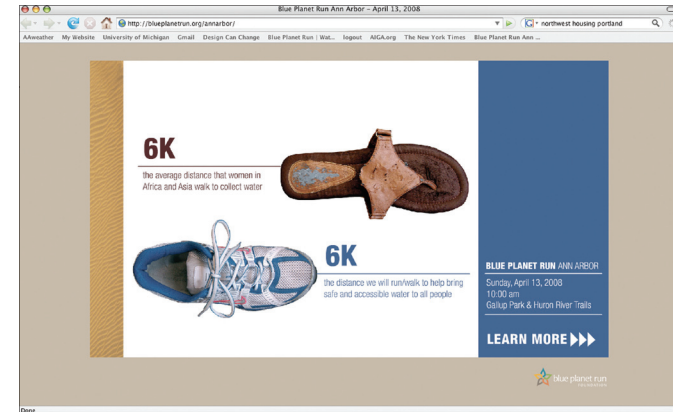 Blue Planet Run Ann Arbor – April 13, 2008
http://blueplanetrun.org/annarbor/
northwest housing portland
AAweather My Website University of Michigan Gmail Design Can Change Blue Planet Run | Wat... logout AIGA.org The New York Times Blue Planet Run Ann ...
6K
the average distance that women in
Africa and Asia walk to collect water
6K
the distance we will run/walk to help bring
safe and accessible water to all people
BLUE PLANET RUN ANN ARBOR
Sunday, April 13, 2008
10:00 am
Gallup Park & Huron River Trails
LEARN MORE
blue planet run
Done